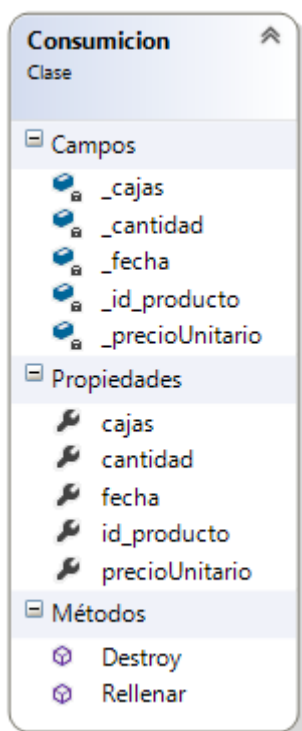 Consumicion
Clase
Campos
_cajas
_cantidad
_fecha
_id_producto
_precioUnitario
Propiedades
cajas
cantidad
fecha
id_producto
precioUnitario
Métodos
Destroy
Rellenar